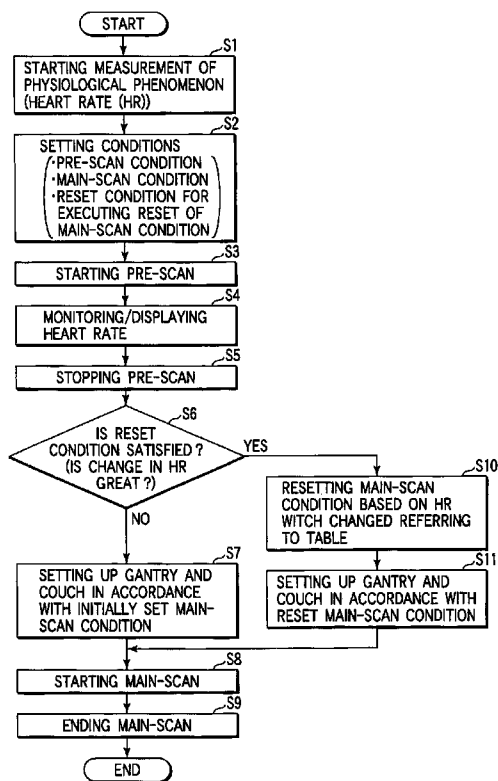 START
S1
STARTING MEASUREMENT OF
PHYSIOLOGICAL PHENOMENON
(HEART RATE (HR))
S2
SETTING CONDITIONS
·PRE-SCAN CONDITION
·MAIN-SCAN CONDITION
·RESET CONDITION FOR
EXECUTING RESET OF
MAIN-SCAN CONDITION
S3
STARTING PRE-SCAN
S4
MONITORING/DISPLAYING
HEART RATE
S5
STOPPING PRE-SCAN
S6
IS RESET
CONDITION SATISFIED ?
(IS CHANGE IN HR
GREAT ?)
YES
NO
S10
RESETTING MAIN-SCAN
CONDITION BASED ON HR
WITCH CHANGED REFERRING
TO TABLE
S7
SETTING UP GANTRY AND
COUCH IN ACCORDANCE
WITH INITIALLY SET MAIN-
SCAN CONDITION
S11
SETTING UP GANTRY AND
COUCH IN ACCORDANCE WITH
RESET MAIN-SCAN CONDITION
S8
STARTING MAIN-SCAN
S9
ENDING MAIN-SCAN
END